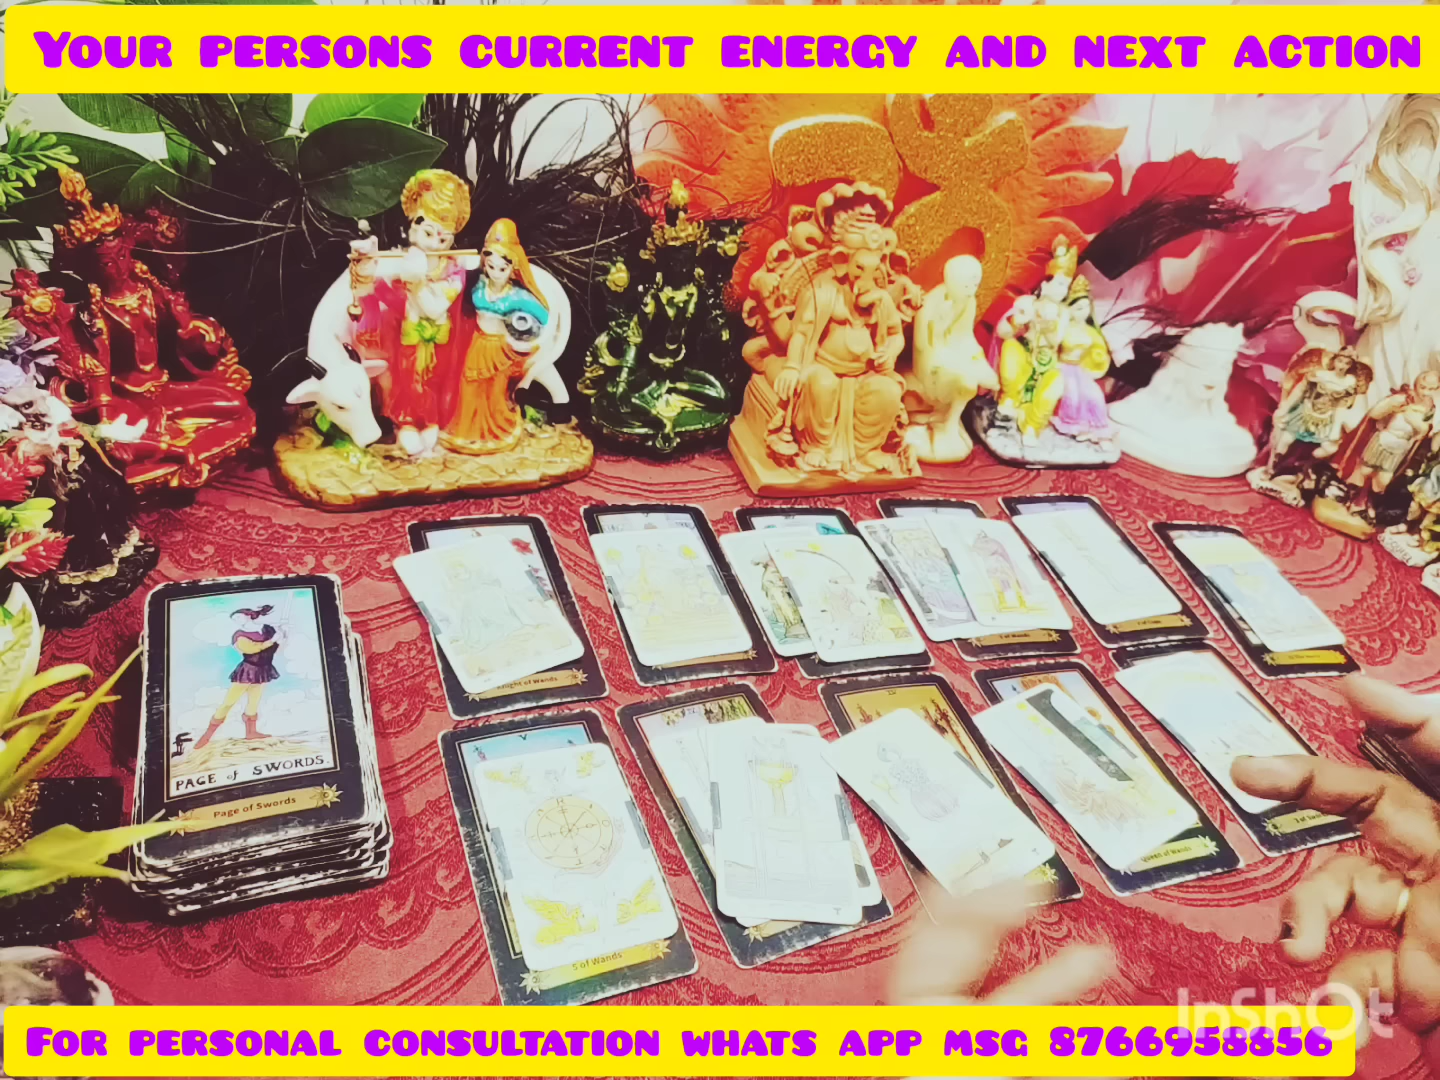 Your persons current energy and next action
PAGE of SWORDS.
Page of Swords
Knight of Wands
5 of Wands
Queen of Wands
InShOt
For personal consultation whats app msg 8766958856